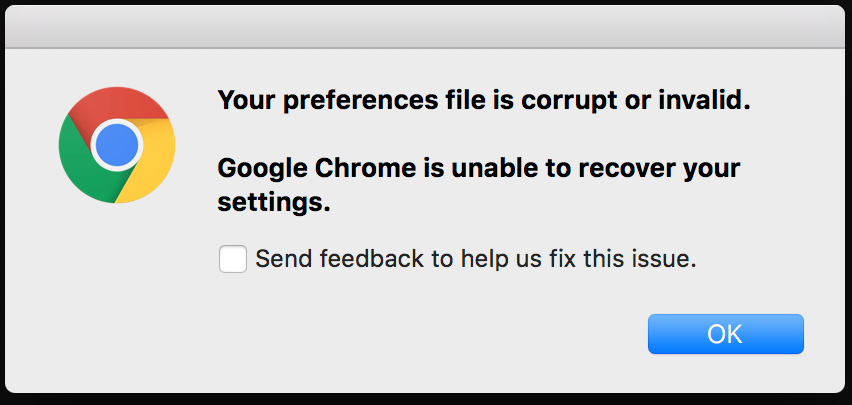 Your preferences file is corrupt or invalid.
Google Chrome is unable to recover your
settings.
Send feedback to help us fix this issue.
OK